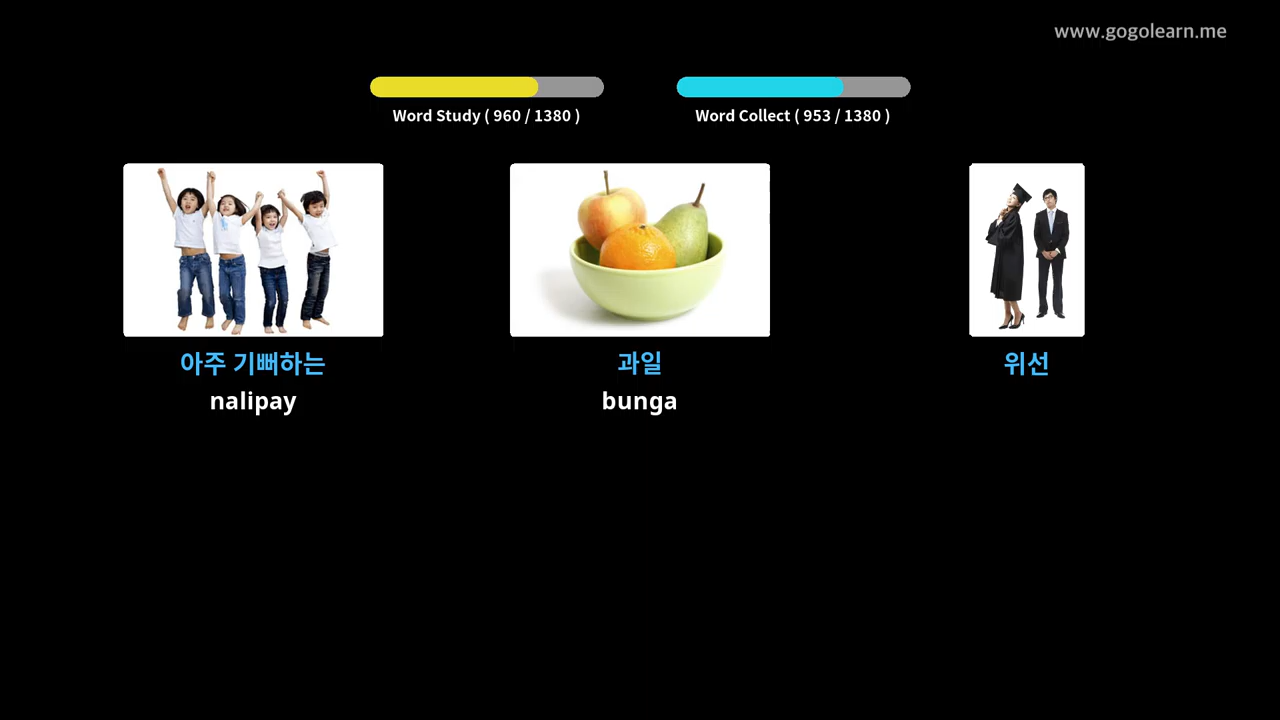 www.gogolearn.me
Word Study ( 960 / 1380 )
Word Collect ( 953 / 1380 )
아주 기뻐하는
nalipay
과일
bunga
위선